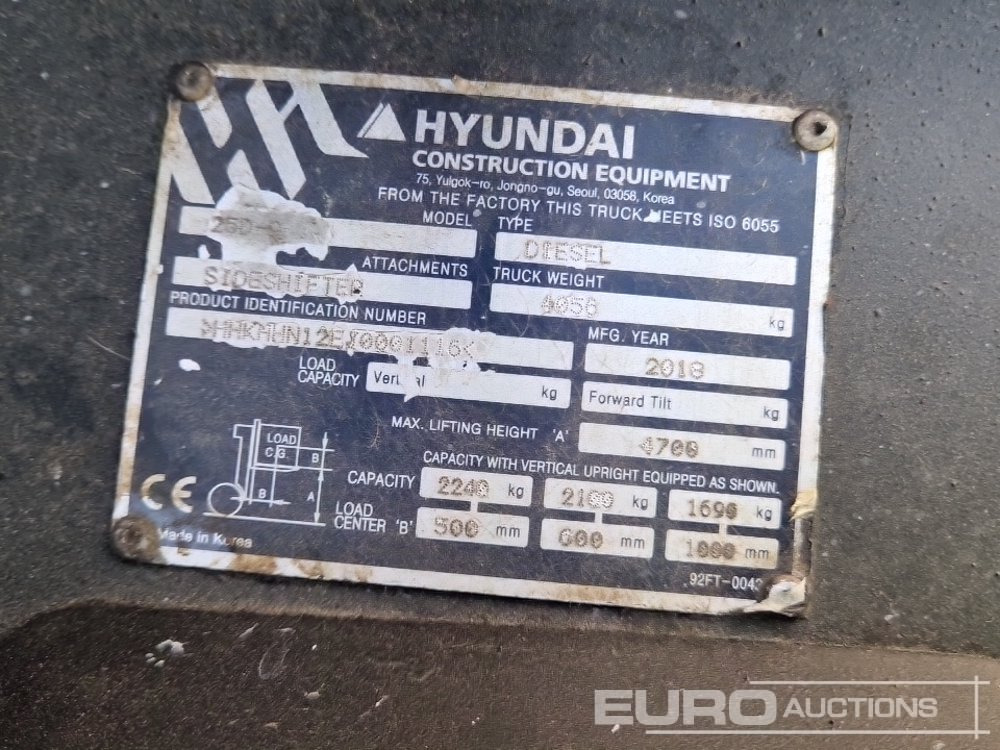 HYUNDAI
CONSTRUCTION EQUIPMENT
75, Yulgok-ro, Jongno-gu, Seoul, 03058, Korea
FROM THE FACTORY THIS TRUCK MEETS ISO 6055
MODEL TYPE
DIESEL
ATTACHMENTS TRUCK WEIGHT
SIDESHIFTER 4058 kg
PRODUCT IDENTIFICATION NUMBER MFG. YEAR
2018
LOAD CAPACITY Vertical kg Forward Tilt kg
MAX. LIFTING HEIGHT 'A' 4700 mm
CAPACITY WITH VERTICAL UPRIGHT EQUIPPED AS SHOWN.
CAPACITY 2240 kg 2100 kg 1690 kg
LOAD CENTER 'B' 500 mm 600 mm 1000 mm
LOAD
C.G.
B
A
B
CE
Made in Korea
EURO AUCTIONS